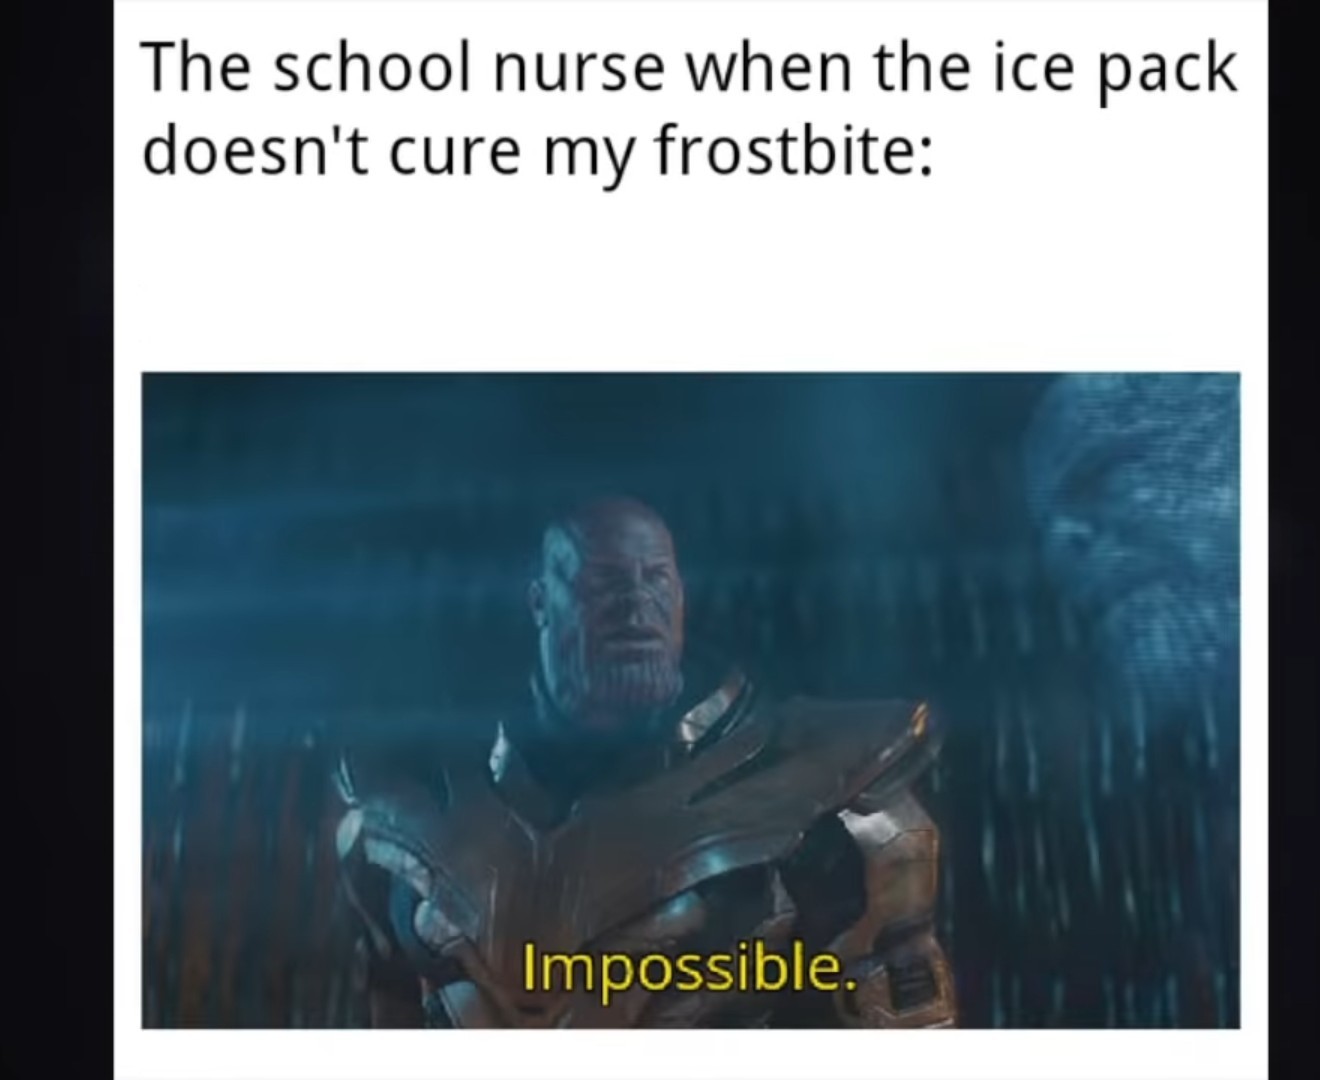 The school nurse when the ice pack
doesn't cure my frostbite:
Impossible.